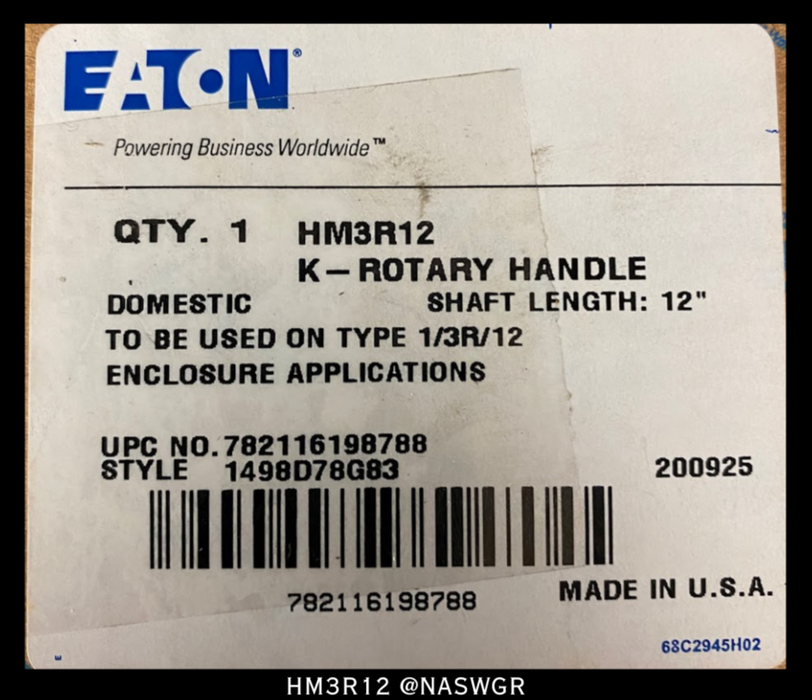 EATON®
Powering Business Worldwide™
QTY. 1 HM3R12
K-ROTARY HANDLE
DOMESTIC SHAFT LENGTH: 12"
TO BE USED ON TYPE 1/3R/12
ENCLOSURE APPLICATIONS
UPC NO. 782116198788
STYLE 1498D78G83 200925
782116198788 MADE IN U.S.A.
68C2945H02
HM3R12 @NASWGR